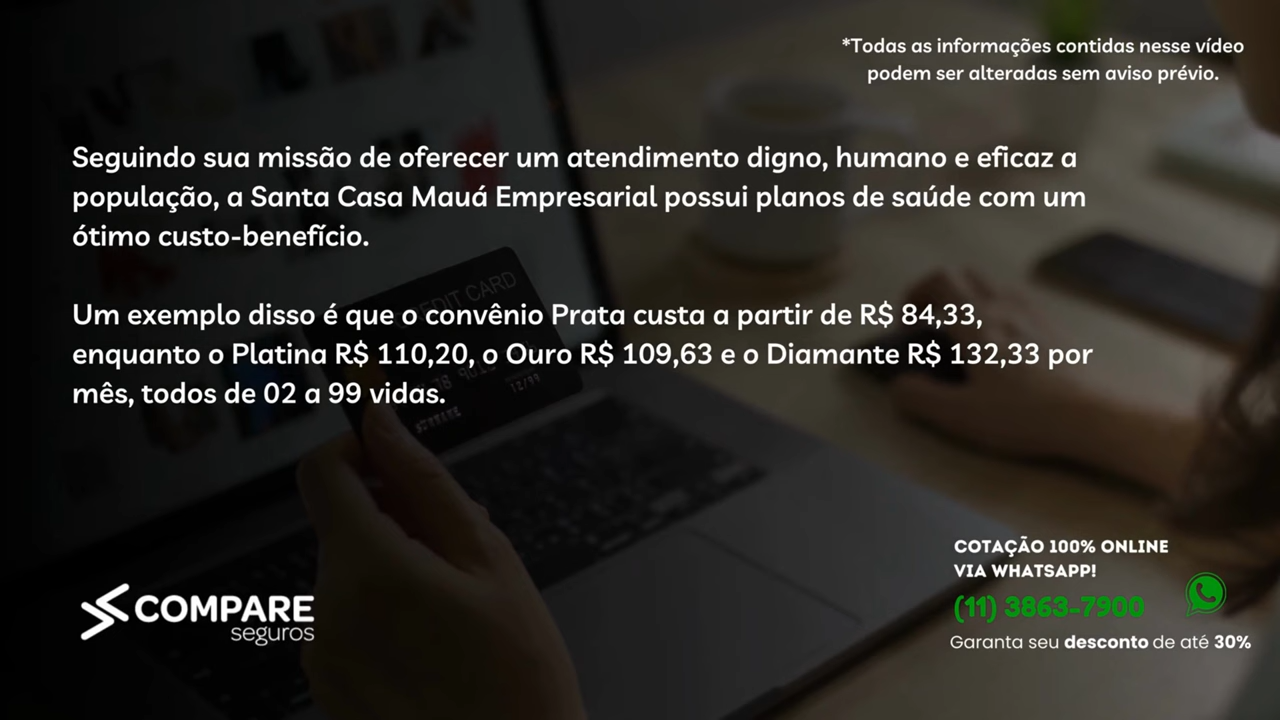 *Todas as informações contidas nesse vídeo
podem ser alteradas sem aviso prévio.
Seguindo sua missão de oferecer um atendimento digno, humano e eficaz a
população, a Santa Casa Mauá Empresarial possui planos de saúde com um
ótimo custo-benefício.
Um exemplo disso é que o convênio Prata custa a partir de R$ 84,33,
enquanto o Platina R$ 110,20, o Ouro R$ 109,63 e o Diamante R$ 132,33 por
mês, todos de 02 a 99 vidas.
CREDIT CARD
COMPARE
seguros
COTAÇÃO 100% ONLINE
VIA WHATSAPP!
(11) 3863-7900
Garanta seu desconto de até 30%